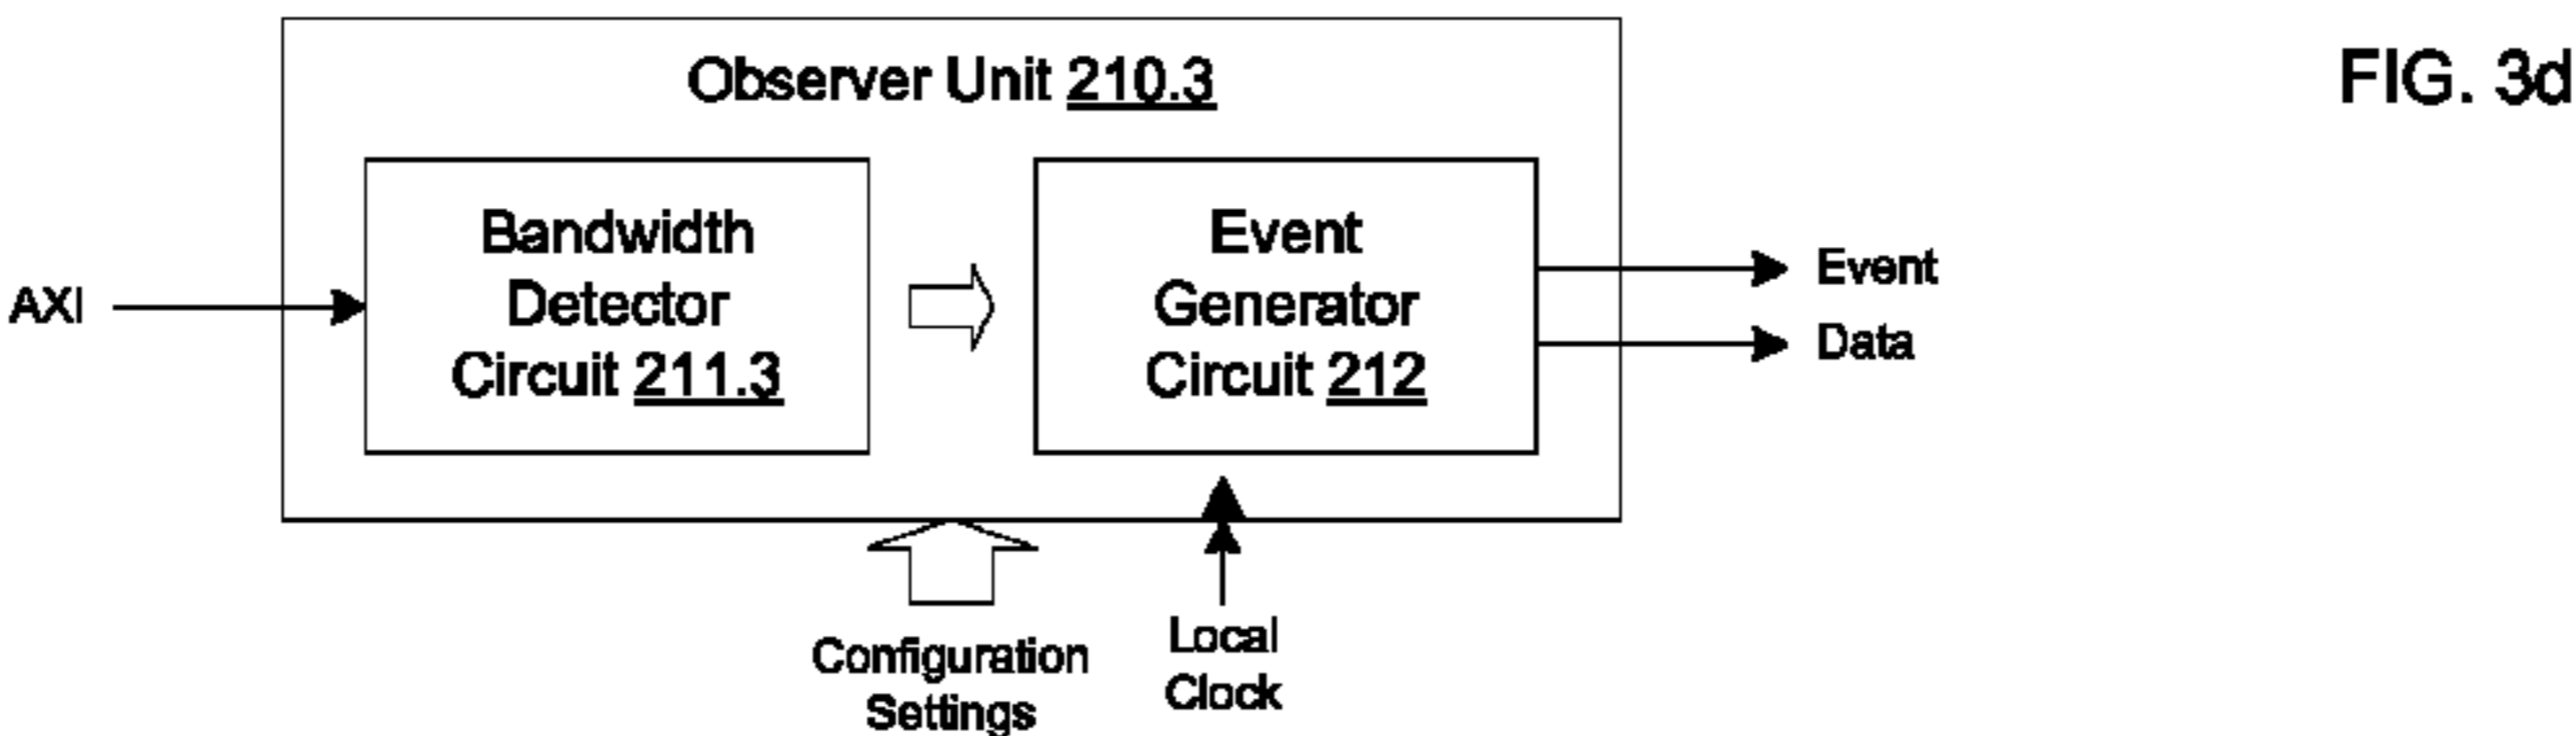 FIG. 3d
Observer Unit 210.3
Bandwidth
Detector
Circuit 211.3
Event
Generator
Circuit 212
AXI
Event
Data
Configuration
Settings
Local
Clock